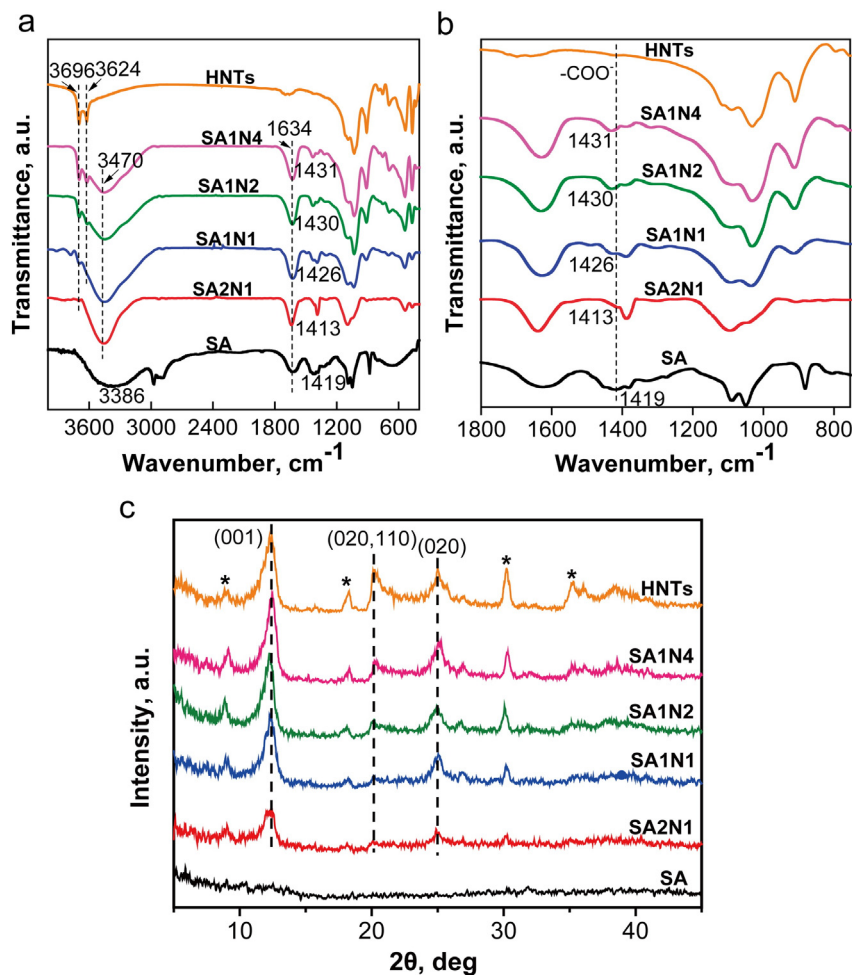 a
3696
3624
HNTs
1634
SA1N4
3470
1431
SA1N2
1430
SA1N1
1426
SA2N1
1413
SA
3386
1419
3600 3000 2400 1800 1200 600
Wavenumber, cm-1
Transmittance, a.u.
b
HNTs
-COO-
SA1N4
1431
SA1N2
1430
SA1N1
1426
SA2N1
1413
SA
1419
1800 1600 1400 1200 1000 800
Wavenumber, cm-1
Transmittance, a.u.
c
(001) (020,110) (020)
* * * *
HNTs
SA1N4
SA1N2
SA1N1
SA2N1
SA
10 20 30 40
2θ, deg
Intensity, a.u.